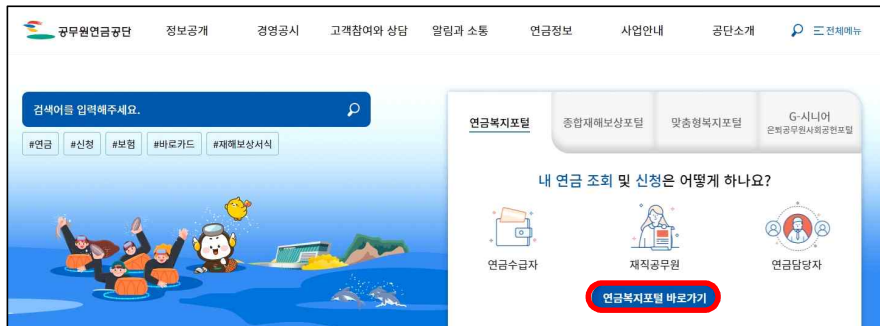 공무원연금공단 정보공개 경영공시 고객참여와 상담 알림과 소통 연금정보 사업안내 공단소개 전체메뉴
검색어를 입력해주세요.
#연금 #신청 #보험 #바로카드 #재해보상서식
연금복지포털 종합재해보상포털 맞춤형복지포털 G-시니어
은퇴공무원사회공헌포털
내 연금 조회 및 신청은 어떻게 하나요?
연금수급자 재직공무원 연금담당자
연금복지포털 바로가기